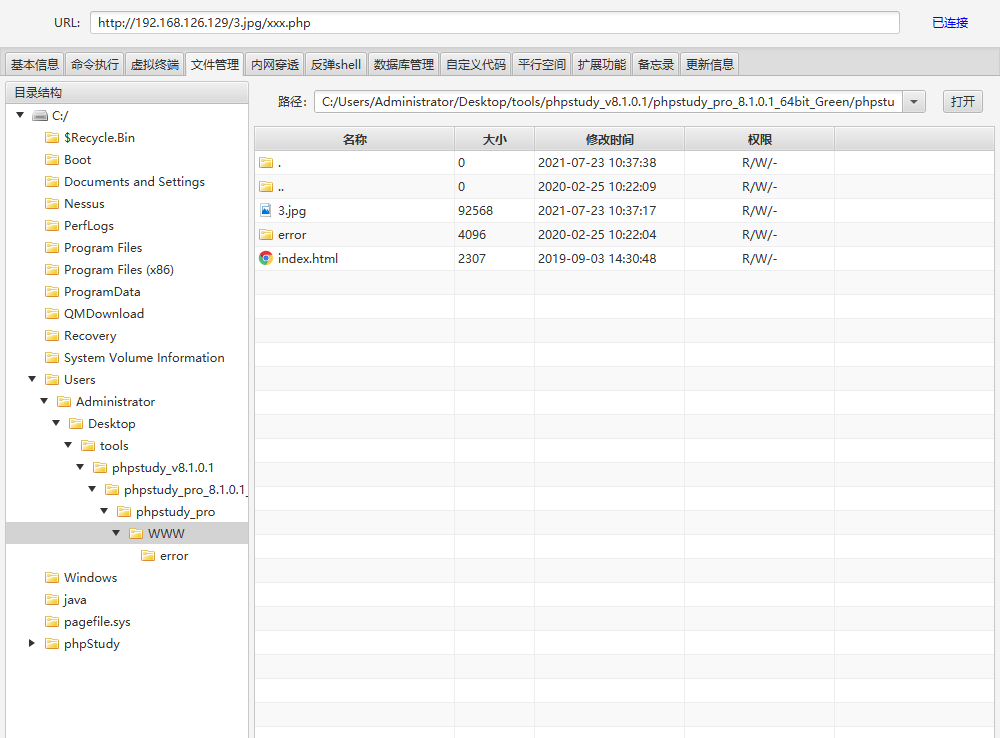 URL: http://192.168.126.129/3.jpg/xxx.php 已连接
基本信息 命令执行 虚拟终端 文件管理 内网穿透 反弹shell 数据库管理 自定义代码 平行空间 扩展功能 备忘录 更新信息
目录结构
C:/
$Recycle.Bin
Boot
Documents and Settings
Nessus
PerfLogs
Program Files
Program Files (x86)
ProgramData
QMDownload
Recovery
System Volume Information
Users
Administrator
Desktop
tools
phpstudy_v8.1.0.1
phpstudy_pro_8.1.0.1_
phpstudy_pro
WWW
error
Windows
java
pagefile.sys
phpStudy
路径: C:/Users/Administrator/Desktop/tools/phpstudy_v8.1.0.1/phpstudy_pro_8.1.0.1_64bit_Green/phpstu 打开
名称 大小 修改时间 权限
. 0 2021-07-23 10:37:38 R/W/-
.. 0 2020-02-25 10:22:09 R/W/-
3.jpg 92568 2021-07-23 10:37:17 R/W/-
error 4096 2020-02-25 10:22:04 R/W/-
index.html 2307 2019-09-03 14:30:48 R/W/-